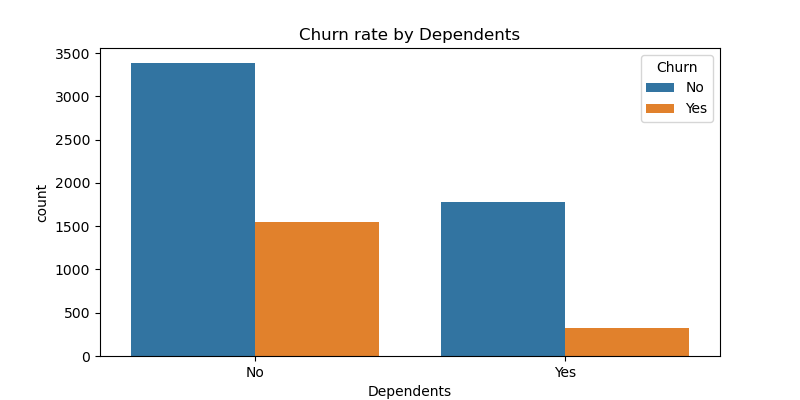 Churn rate by Dependents
3500
3000
2500
2000
1500
1000
500
0
count
Churn
No
Yes
No Yes
Dependents